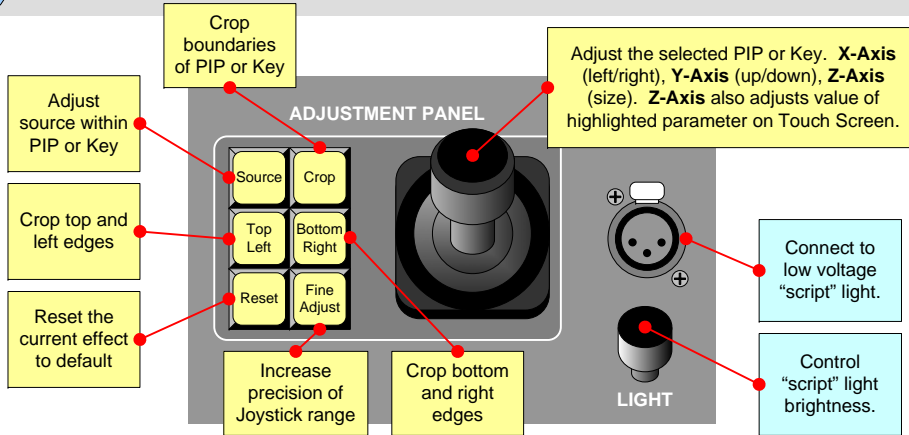 Crop
boundaries
of PIP or Key
Adjust the selected PIP or Key. X-Axis
(left/right), Y-Axis (up/down), Z-Axis
(size). Z-Axis also adjusts value of
highlighted parameter on Touch Screen.
Adjust
source within
PIP or Key
ADJUSTMENT PANEL
Source
Crop
Crop top and
left edges
Top
Left
Bottom
Right
Connect to
low voltage
“script” light.
Reset the
current effect
to default
Reset
Fine
Adjust
Increase
precision of
Joystick range
Crop bottom
and right
edges
LIGHT
Control
“script” light
brightness.